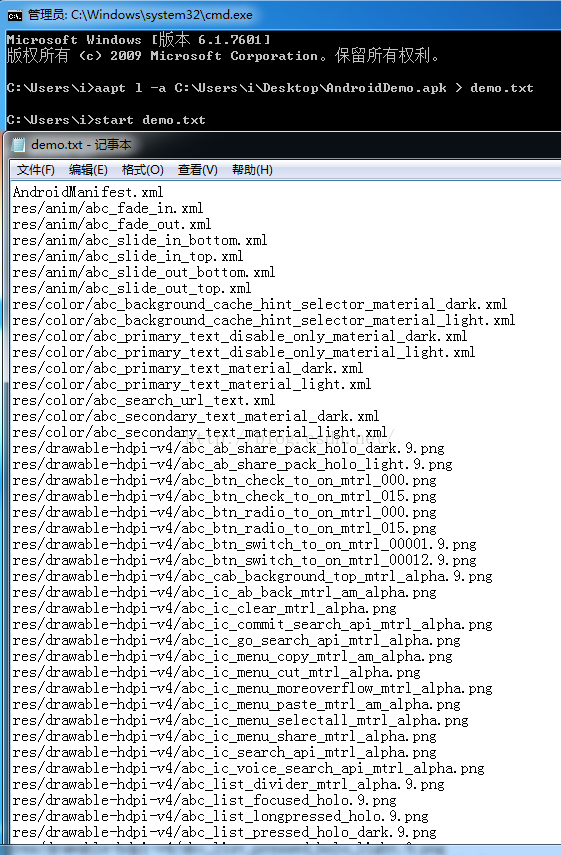 管理员: C:\Windows\system32\cmd.exe
Microsoft Windows [版本 6.1.7601]
版权所有 (c) 2009 Microsoft Corporation。保留所有权利。
C:\Users\i>aapt l -a C:\Users\i\Desktop\AndroidDemo.apk > demo.txt
C:\Users\i>start demo.txt
demo.txt - 记事本
文件(F) 编辑(E) 格式(O) 查看(V) 帮助(H)
AndroidManifest.xml
res/anim/abc_fade_in.xml
res/anim/abc_fade_out.xml
res/anim/abc_slide_in_bottom.xml
res/anim/abc_slide_in_top.xml
res/anim/abc_slide_out_bottom.xml
res/anim/abc_slide_out_top.xml
res/color/abc_background_cache_hint_selector_material_dark.xml
res/color/abc_background_cache_hint_selector_material_light.xml
res/color/abc_primary_text_disable_only_material_dark.xml
res/color/abc_primary_text_disable_only_material_light.xml
res/color/abc_primary_text_material_dark.xml
res/color/abc_primary_text_material_light.xml
res/color/abc_search_url_text.xml
res/color/abc_secondary_text_material_dark.xml
res/color/abc_secondary_text_material_light.xml
res/drawable-hdpi-v4/abc_ab_share_pack_holo_dark.9.png
res/drawable-hdpi-v4/abc_ab_share_pack_holo_light.9.png
res/drawable-hdpi-v4/abc_btn_check_to_on_mtrl_000.png
res/drawable-hdpi-v4/abc_btn_check_to_on_mtrl_015.png
res/drawable-hdpi-v4/abc_btn_radio_to_on_mtrl_000.png
res/drawable-hdpi-v4/abc_btn_radio_to_on_mtrl_015.png
res/drawable-hdpi-v4/abc_btn_switch_to_on_mtrl_00001.9.png
res/drawable-hdpi-v4/abc_btn_switch_to_on_mtrl_00012.9.png
res/drawable-hdpi-v4/abc_cab_background_top_mtrl_alpha.9.png
res/drawable-hdpi-v4/abc_ic_ab_back_mtrl_am_alpha.png
res/drawable-hdpi-v4/abc_ic_clear_mtrl_alpha.png
res/drawable-hdpi-v4/abc_ic_commit_search_api_mtrl_alpha.png
res/drawable-hdpi-v4/abc_ic_go_search_api_mtrl_alpha.png
res/drawable-hdpi-v4/abc_ic_menu_copy_mtrl_am_alpha.png
res/drawable-hdpi-v4/abc_ic_menu_cut_mtrl_alpha.png
res/drawable-hdpi-v4/abc_ic_menu_moreoverflow_mtrl_alpha.png
res/drawable-hdpi-v4/abc_ic_menu_paste_mtrl_am_alpha.png
res/drawable-hdpi-v4/abc_ic_menu_selectall_mtrl_alpha.png
res/drawable-hdpi-v4/abc_ic_menu_share_mtrl_alpha.png
res/drawable-hdpi-v4/abc_ic_search_api_mtrl_alpha.png
res/drawable-hdpi-v4/abc_ic_voice_search_api_mtrl_alpha.png
res/drawable-hdpi-v4/abc_list_divider_mtrl_alpha.9.png
res/drawable-hdpi-v4/abc_list_focused_holo.9.png
res/drawable-hdpi-v4/abc_list_longpressed_holo.9.png
res/drawable-hdpi-v4/abc_list_pressed_holo_dark.9.png